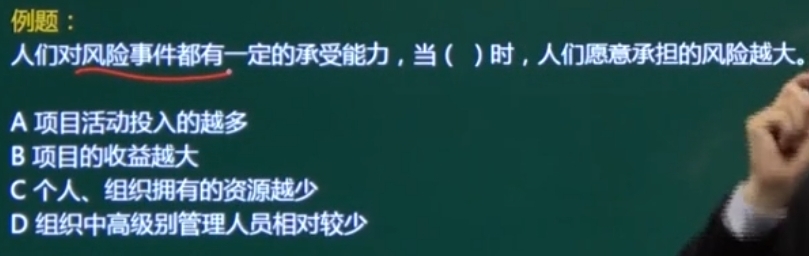 例题：
人们对风险事件都有一定的承受能力，当（ ）时，人们愿意承担的风险越大。
A 项目活动投入的越多
B 项目的收益越大
C 个人、组织拥有的资源越少
D 组织中高级别管理人员相对较少